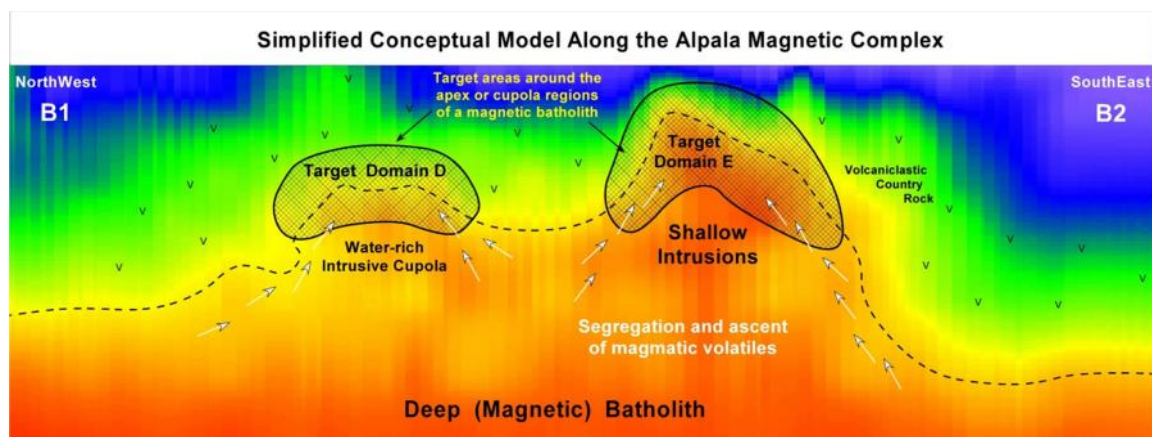 Simplified Conceptual Model Along the Alpala Magnetic Complex
NorthWest
B1
Target areas around the
apex or cupola regions
of a magnetic batholith
SouthEast
B2
Target Domain D
Target
Domain E
Volcaniclastic
Country
Rock
Water-rich
Intrusive Cupola
Shallow
Intrusions
Segregation and ascent
of magmatic volatiles
Deep (Magnetic) Batholith